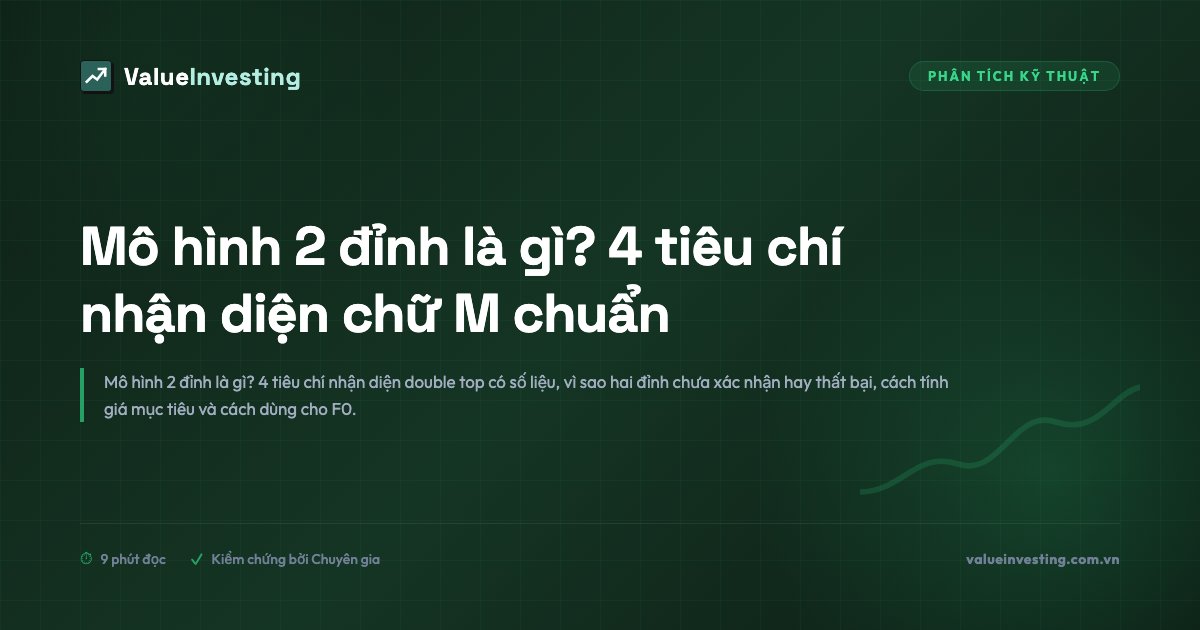 ValueInvesting
PHÂN TÍCH KỸ THUẬT
Mô hình 2 đỉnh là gì? 4 tiêu chí
nhận diện chữ M chuẩn
Mô hình 2 đỉnh là gì? 4 tiêu chí nhận diện double top có số liệu, vì sao hai đỉnh chưa xác nhận hay thất bại, cách tính
giá mục tiêu và cách dùng cho F0.
9 phút đọc
Kiểm chứng bởi Chuyên gia
valueinvesting.com.vn